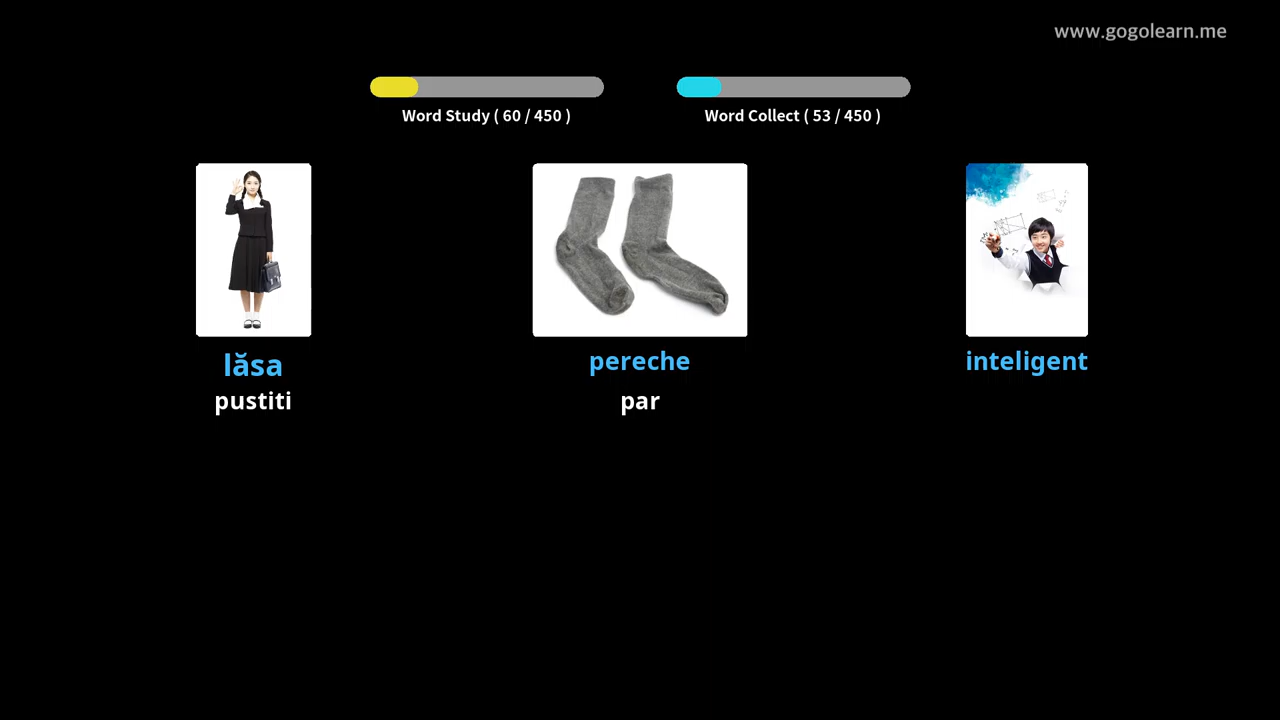 www.gogolearn.me
Word Study ( 60 / 450 )
Word Collect ( 53 / 450 )
lăsa
pereche
inteligent
pustiti
par